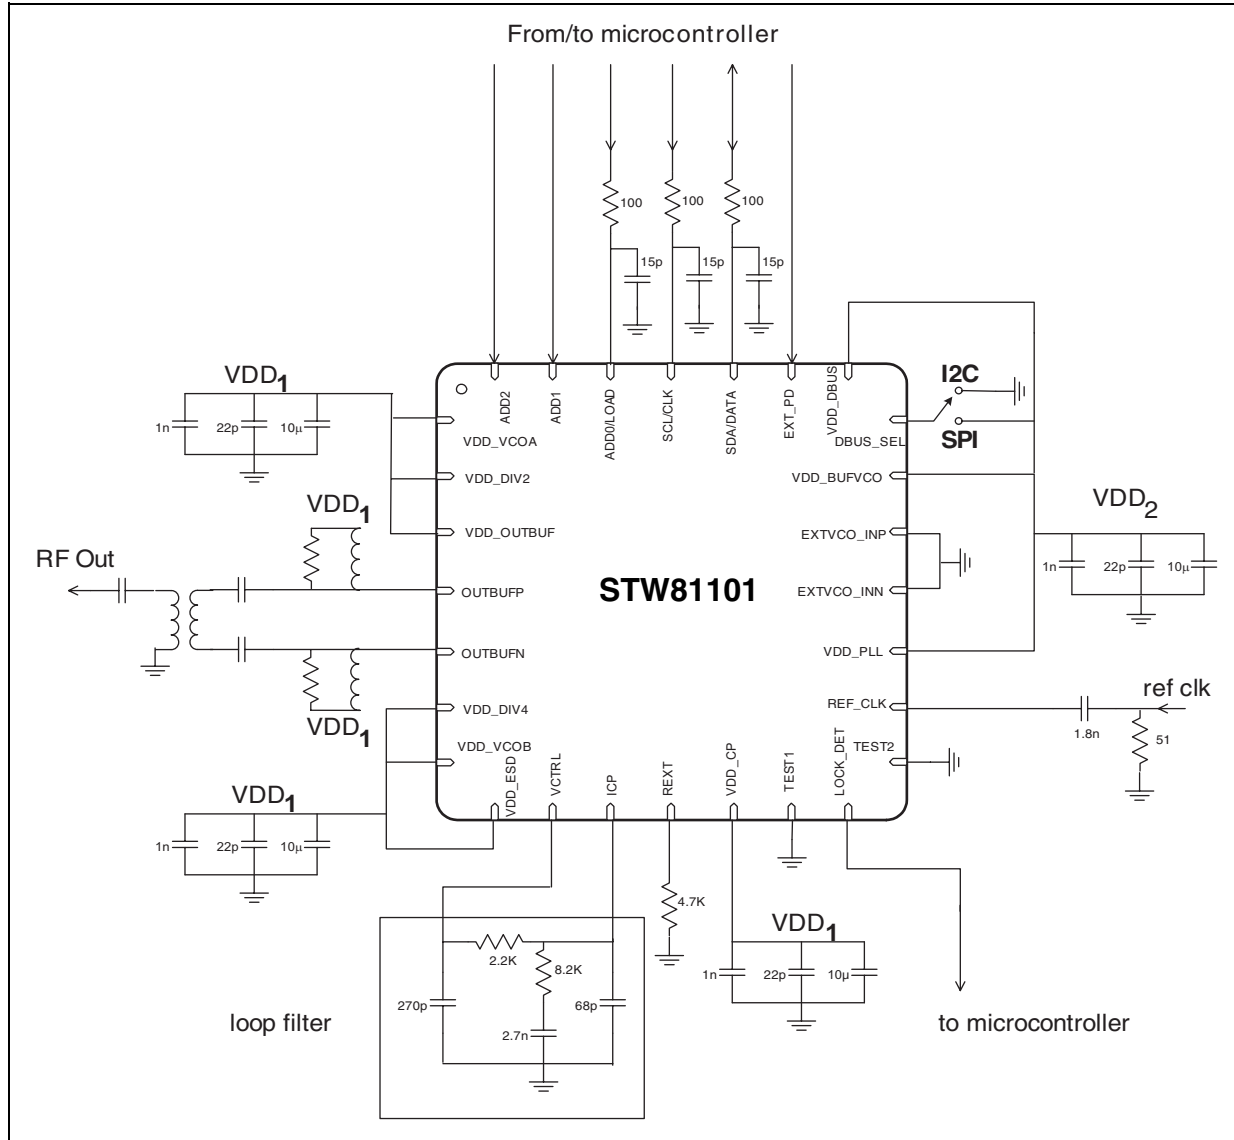 From/to microcontroller
100
100
100
15p
15p
15p
VDD1
1n
22p
10µ
ADD2
ADD1
ADD0/LOAD
SCL/CLK
SDA/DATA
EXT_PD
VDD_DBUS
I2C
SPI
VDD_VCOA
DBUS_SEL
VDD_DIV2
VDD_BUFVCO
VDD2
VDD1
VDD_OUTBUF
EXTVCO_INP
1n
22p
10µ
RF Out
OUTBUFP
STW81101
EXTVCO_INN
OUTBUFN
VDD_PLL
VDD1
VDD_DIV4
REF_CLK
ref clk
1.8n
51
VDD_VCOB
TEST2
VDD_ESD
VCTRL
ICP
REXT
VDD_CP
TEST1
LOCK_DET
VDD1
1n
22p
10µ
4.7K
VDD1
2.2K
8.2K
1n
22p
10µ
270p
68p
2.7n
loop filter
to microcontroller